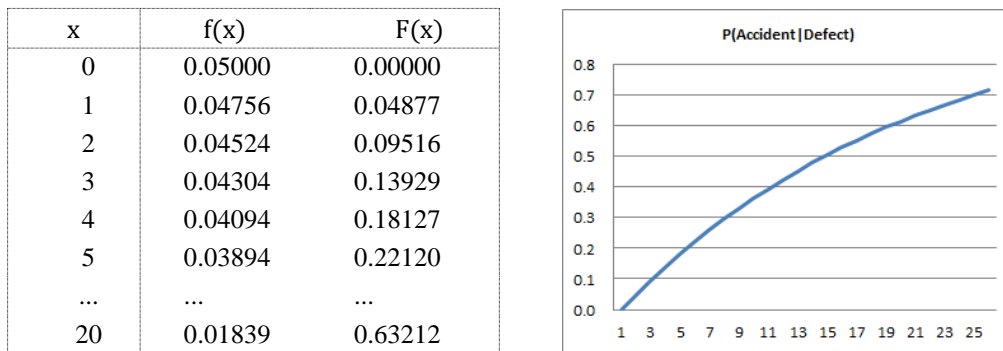 x f(x) F(x)
0 0.05000 0.00000
1 0.04756 0.04877
2 0.04524 0.09516
3 0.04304 0.13929
4 0.04094 0.18127
5 0.03894 0.22120
... ... ...
20 0.01839 0.63212
P(Accident|Defect)
0.8
0.7
0.6
0.5
0.4
0.3
0.2
0.1
0.0
1 3 5 7 9 11 13 15 17 19 21 23 25